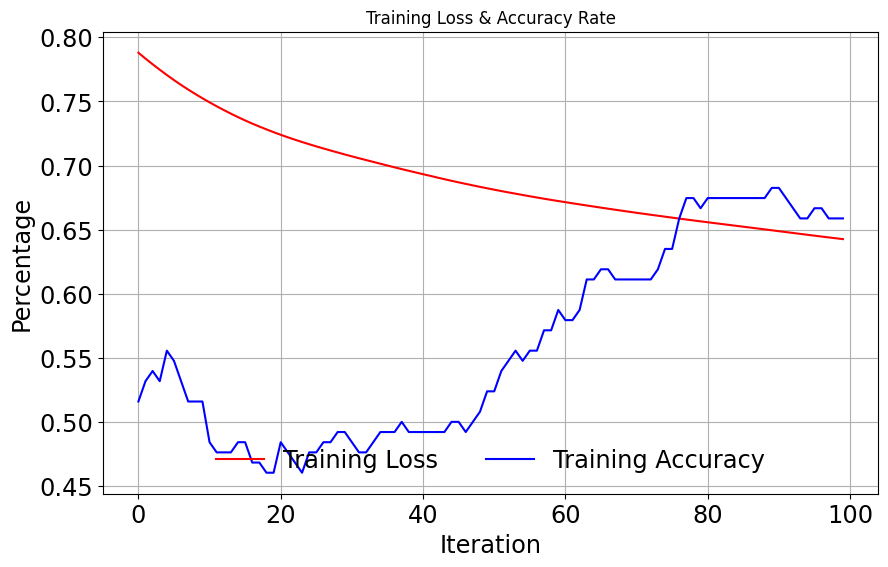 Training Loss & Accuracy Rate
0.80
0.75
0.70
0.65
0.60
0.55
0.50
0.45
Percentage
Training Loss Training Accuracy
0 20 40 60 80 100
Iteration